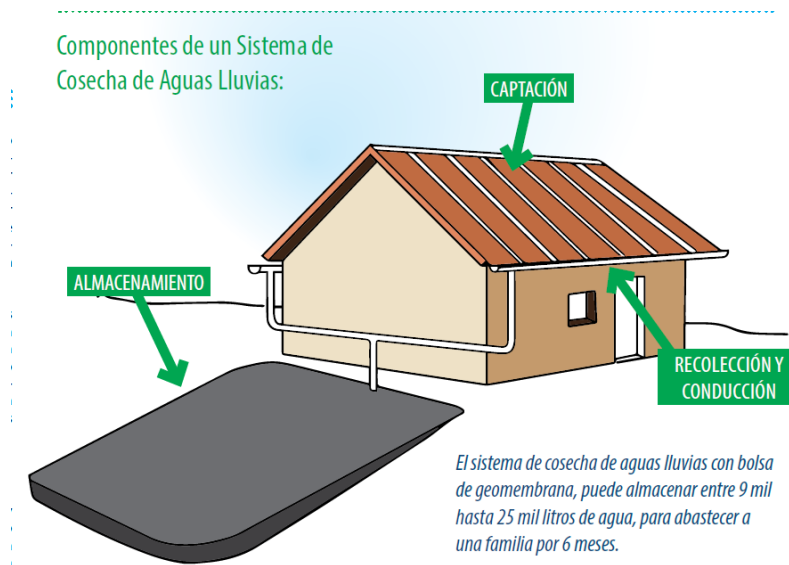 Componentes de un Sistema de
Cosecha de Aguas Lluvias:
CAPTACIÓN
ALMACENAMIENTO
RECOLECCIÓN Y
CONDUCCIÓN
El sistema de cosecha de aguas lluvias con bolsa
de geomembrana, puede almacenar entre 9 mil
hasta 25 mil litros de agua, para abastecer a
una familia por 6 meses.